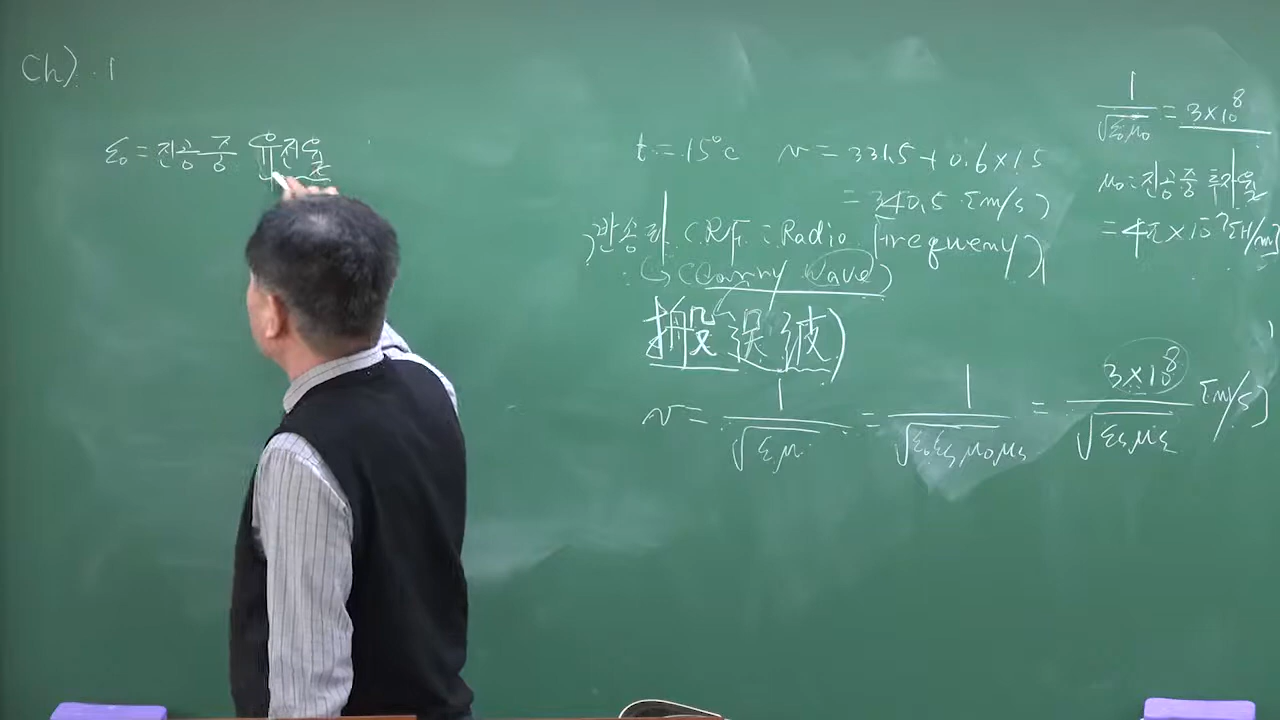 Ch) . 1
ε₀ = 진공 중 유전율
t = 15°C v = 331.5 + 0.6 × 15
= 340.5 [m/s]
반송파 (R.F : Radio Frequency)
↳ (Carrry Wave)
搬送波)
v = 1/√(εμ) = 1/√(ε₀εₛμ₀μₛ) = 3×10⁸/√(εₛμₛ) [m/s]
1/√(ε₀μ₀) = 3×10⁸
μ₀ = 진공 중 투자율
= 4π × 10⁻⁷ [H/m]